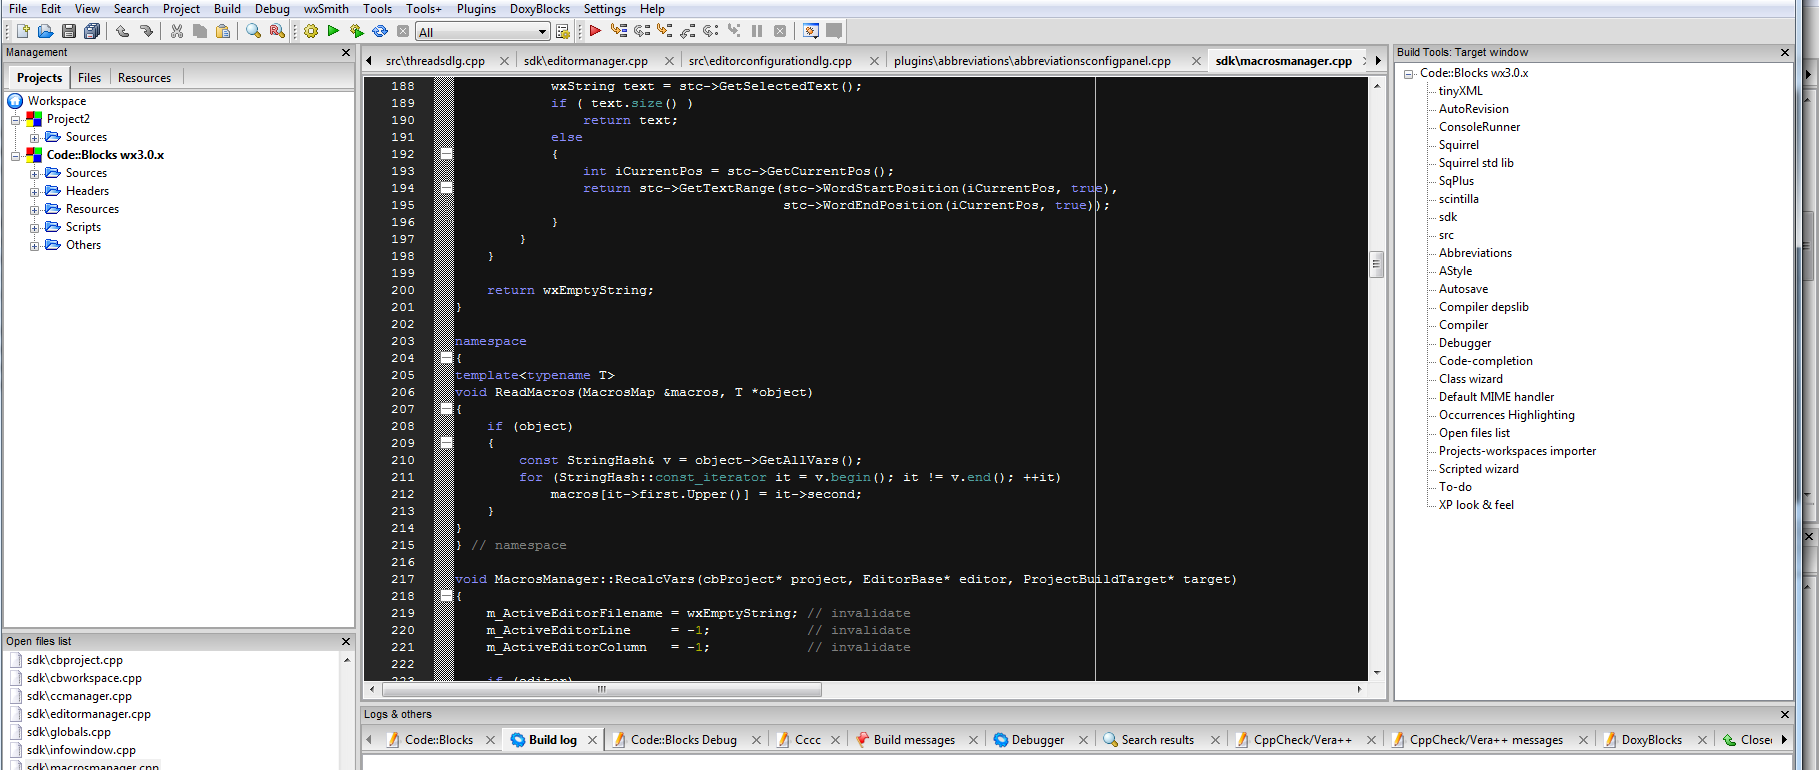 File Edit View Search Project Build Debug wxSmith Tools Tools+ Plugins DoxyBlocks Settings Help
All
Management
Projects Files Resources
Workspace
Project2
Sources
Code::Blocks wx3.0.x
Sources
Headers
Resources
Scripts
Others
Open files list
sdk\cbproject.cpp
sdk\cbworkspace.cpp
sdk\ccmanager.cpp
sdk\editormanager.cpp
sdk\globals.cpp
sdk\infowindow.cpp
sdk\macrosmanager.cpp
src\threadsdlg.cpp sdk\editormanager.cpp src\editorconfigurationdlg.cpp plugins\abbreviations\abbreviationsconfigpanel.cpp sdk\macrosmanager.cpp
188 wxString text = stc->GetSelectedText();
189 if ( text.size() )
190 return text;
191 else
192 {
193 int iCurrentPos = stc->GetCurrentPos();
194 return stc->GetTextRange(stc->WordStartPosition(iCurrentPos, true),
195 stc->WordEndPosition(iCurrentPos, true));
196 }
197 }
198 }
199
200 return wxEmptyString;
201 }
202
203 namespace
204 {
205 template<typename T>
206 void ReadMacros(MacrosMap &macros, T *object)
207 {
208 if (object)
209 {
210 const StringHash& v = object->GetAllVars();
211 for (StringHash::const_iterator it = v.begin(); it != v.end(); ++it)
212 macros[it->first.Upper()] = it->second;
213 }
214 }
215 } // namespace
216
217 void MacrosManager::RecalcVars(cbProject* project, EditorBase* editor, ProjectBuildTarget* target)
218 {
219 m_ActiveEditorFilename = wxEmptyString; // invalidate
220 m_ActiveEditorLine = -1; // invalidate
221 m_ActiveEditorColumn = -1; // invalidate
222
223 if (editor)
Logs & others
Code::Blocks Build log Code::Blocks Debug Cccc Build messages Debugger Search results CppCheck/Vera++ CppCheck/Vera++ messages DoxyBlocks Closed
Build Tools: Target window
Code::Blocks wx3.0.x
tinyXML
AutoRevision
ConsoleRunner
Squirrel
Squirrel std lib
SqPlus
scintilla
sdk
src
Abbreviations
AStyle
Autosave
Compiler depslib
Compiler
Debugger
Code-completion
Class wizard
Default MIME handler
Occurrences Highlighting
Open files list
Projects-workspaces importer
Scripted wizard
To-do
XP look & feel